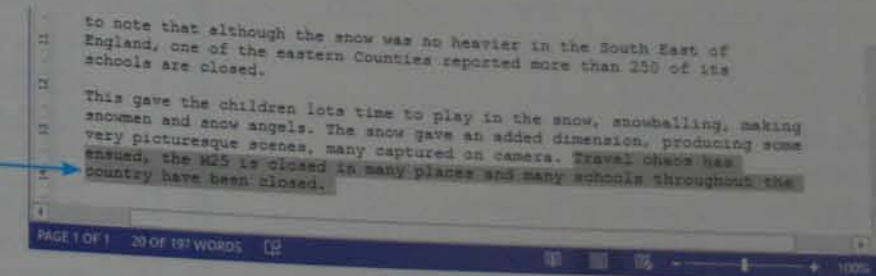 to note that although the snow was no heavier in the South East of
England, one of the eastern Counties reported more than 250 of its
schools are closed.
This gave the children lots time to play in the snow, snowballing, making
snowmen and snow angels. The snow gave an added dimension, producing some
very picturesque scenes, many captured on camera. Travel chaos has
ensued, the M25 is closed in many places and many schools throughout the
country have been closed.
PAGE 1 OF 1 20 OF 197 WORDS
100%